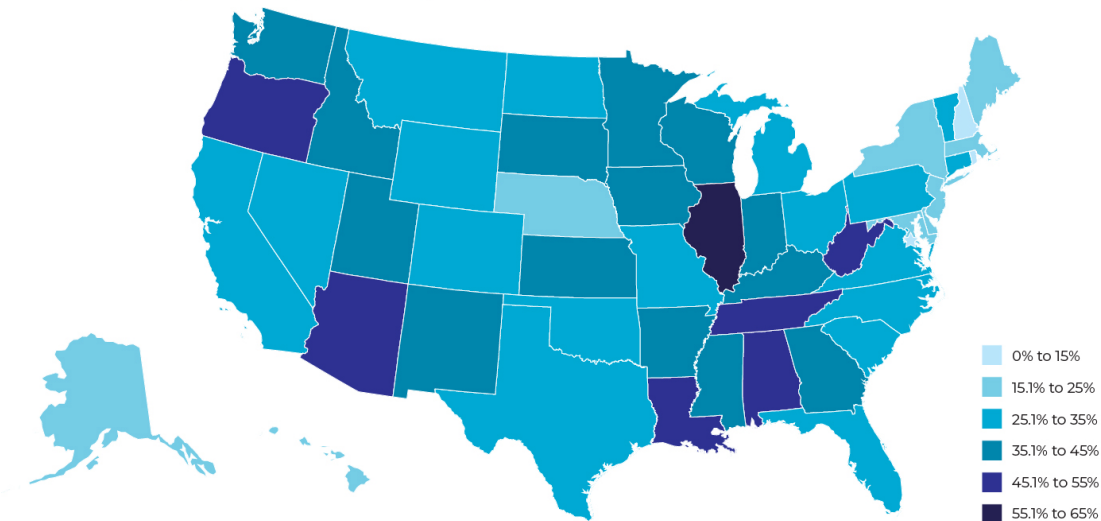 0% to 15%
15.1% to 25%
25.1% to 35%
35.1% to 45%
45.1% to 55%
55.1% to 65%